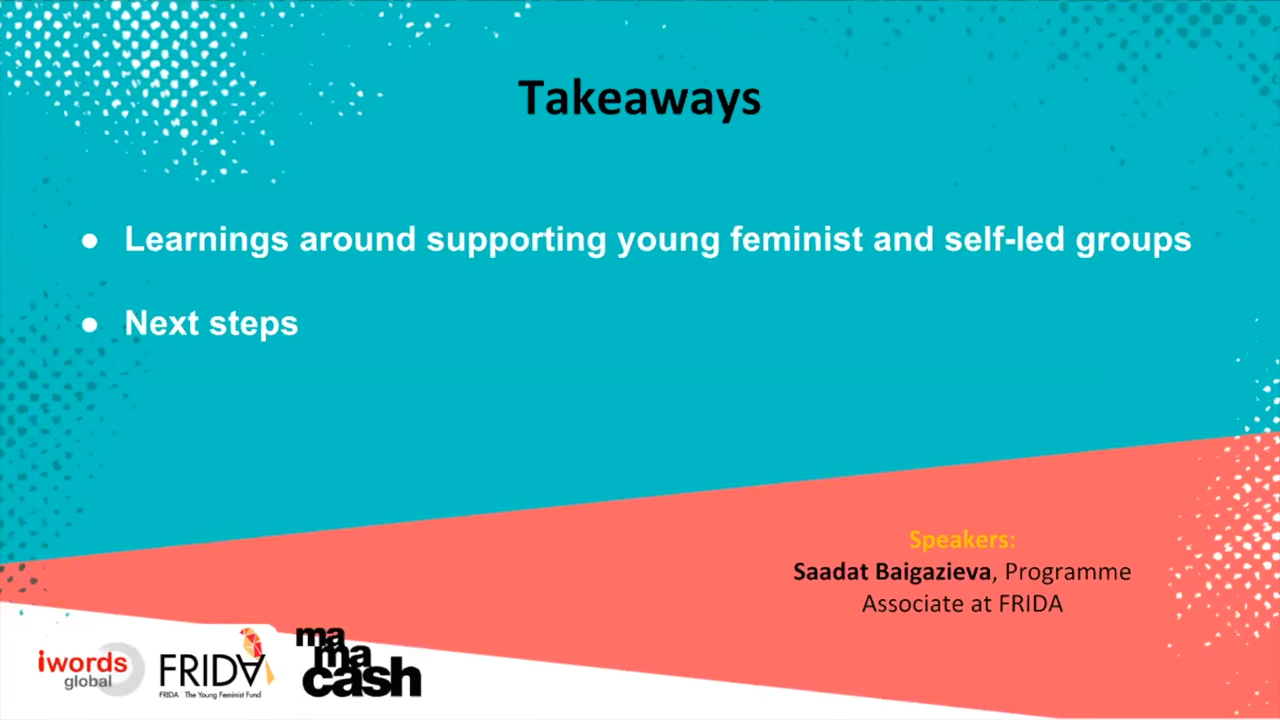 Takeaways
● Learnings around supporting young feminist and self-led groups
● Next steps
Speakers:
Saadat Baigazieva, Programme
Associate at FRIDA
iwords
global
FRIDA
FRIDA | The Young Feminist Fund
ma
ma
cash